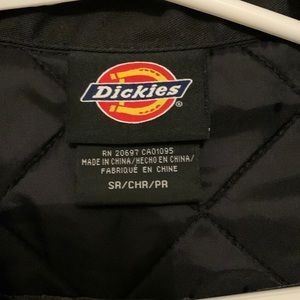 Dickies®
RN 20697 CA01095
MADE IN CHINA/HECHO EN CHINA/
FABRIQUÉ EN CHINE
SR/CHR/PR